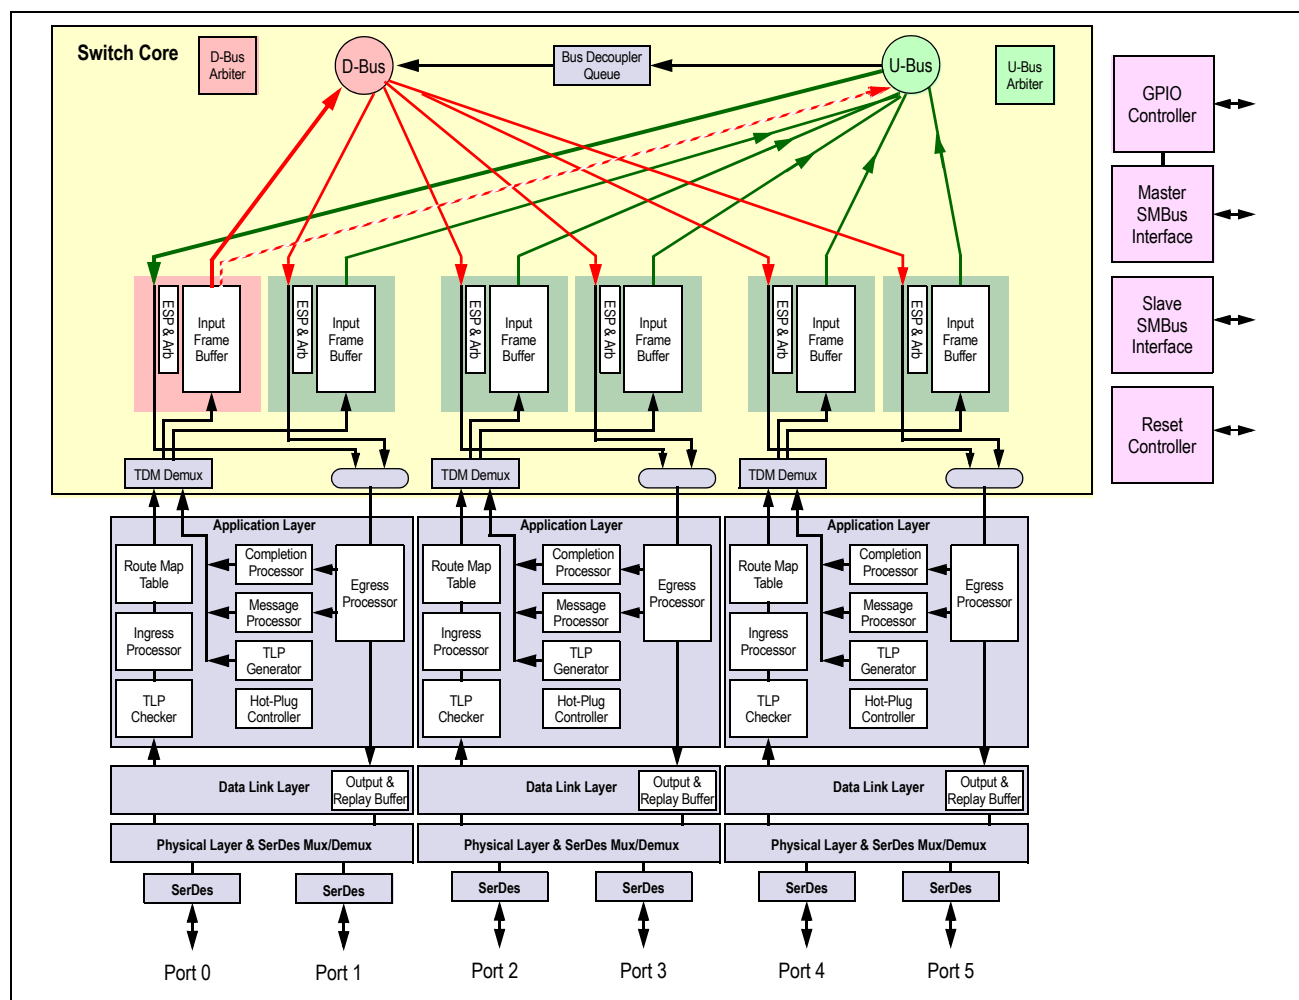 Switch Core
D-Bus
Arbiter
D-Bus
Bus Decoupler
Queue
U-Bus
U-Bus
Arbiter
GPIO
Controller
Master
SMBus
Interface
Slave
SMBus
Interface
Reset
Controller
ESP & Arb
Input
Frame
Buffer
ESP & Arb
Input
Frame
Buffer
ESP & Arb
Input
Frame
Buffer
ESP & Arb
Input
Frame
Buffer
ESP & Arb
Input
Frame
Buffer
ESP & Arb
Input
Frame
Buffer
TDM Demux
TDM Demux
TDM Demux
Application Layer
Route Map
Table
Completion
Processor
Egress
Processor
Message
Processor
Ingress
Processor
TLP
Generator
TLP
Checker
Hot-Plug
Controller
Application Layer
Route Map
Table
Completion
Processor
Egress
Processor
Message
Processor
Ingress
Processor
TLP
Generator
TLP
Checker
Hot-Plug
Controller
Application Layer
Route Map
Table
Completion
Processor
Egress
Processor
Message
Processor
Ingress
Processor
TLP
Generator
TLP
Checker
Hot-Plug
Controller
Data Link Layer
Output &
Replay Buffer
Data Link Layer
Output &
Replay Buffer
Data Link Layer
Output &
Replay Buffer
Physical Layer & SerDes Mux/Demux
Physical Layer & SerDes Mux/Demux
Physical Layer & SerDes Mux/Demux
SerDes
SerDes
SerDes
SerDes
SerDes
SerDes
Port 0
Port 1
Port 2
Port 3
Port 4
Port 5